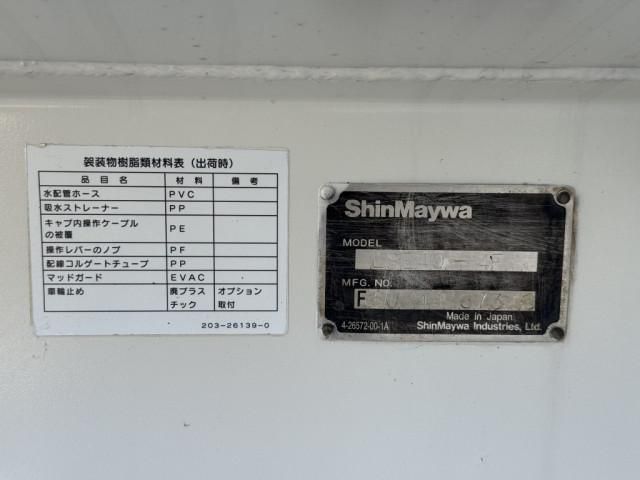 架装物樹脂類材料表（出荷時）
品目名 材料 備考
水配管ホース PVC
吸水ストレーナー PP
キャブ内操作ケーブル PE
の被覆
操作レバーのノブ PF
配線コルゲートチューブ PP
マッドガード EVAC
車輪止め 廃プラス オプション
チック 取付
203-26139-0
ShinMaywa
MODEL
MFG. NO.
F
Made in Japan
4-26572-00-1A ShinMaywa Industries, Ltd.